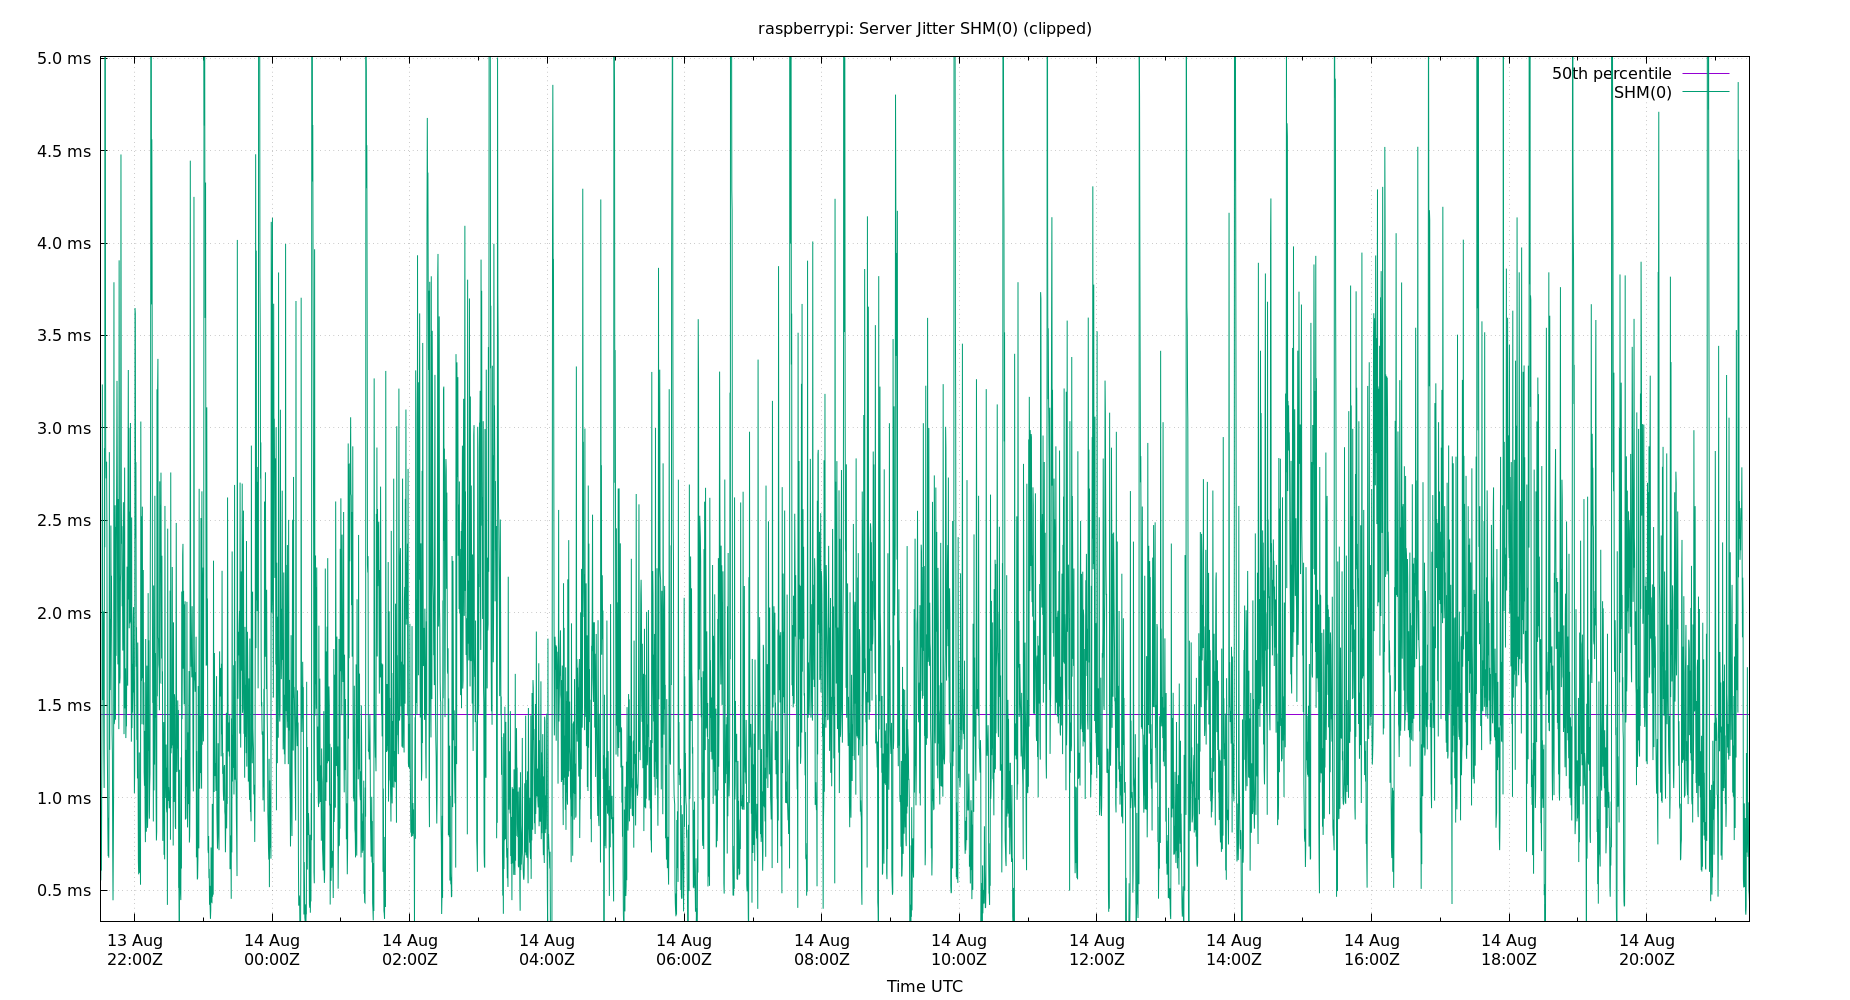 raspberrypi: Server Jitter SHM(0) (clipped)
5.0 ms
50th percentile
SHM(0)
4.5 ms
4.0 ms
3.5 ms
3.0 ms
2.5 ms
2.0 ms
1.5 ms
1.0 ms
0.5 ms
13 Aug 14 Aug 14 Aug 14 Aug 14 Aug 14 Aug 14 Aug 14 Aug 14 Aug 14 Aug 14 Aug 14 Aug
22:00Z 00:00Z 02:00Z 04:00Z 06:00Z 08:00Z 10:00Z 12:00Z 14:00Z 16:00Z 18:00Z 20:00Z
Time UTC